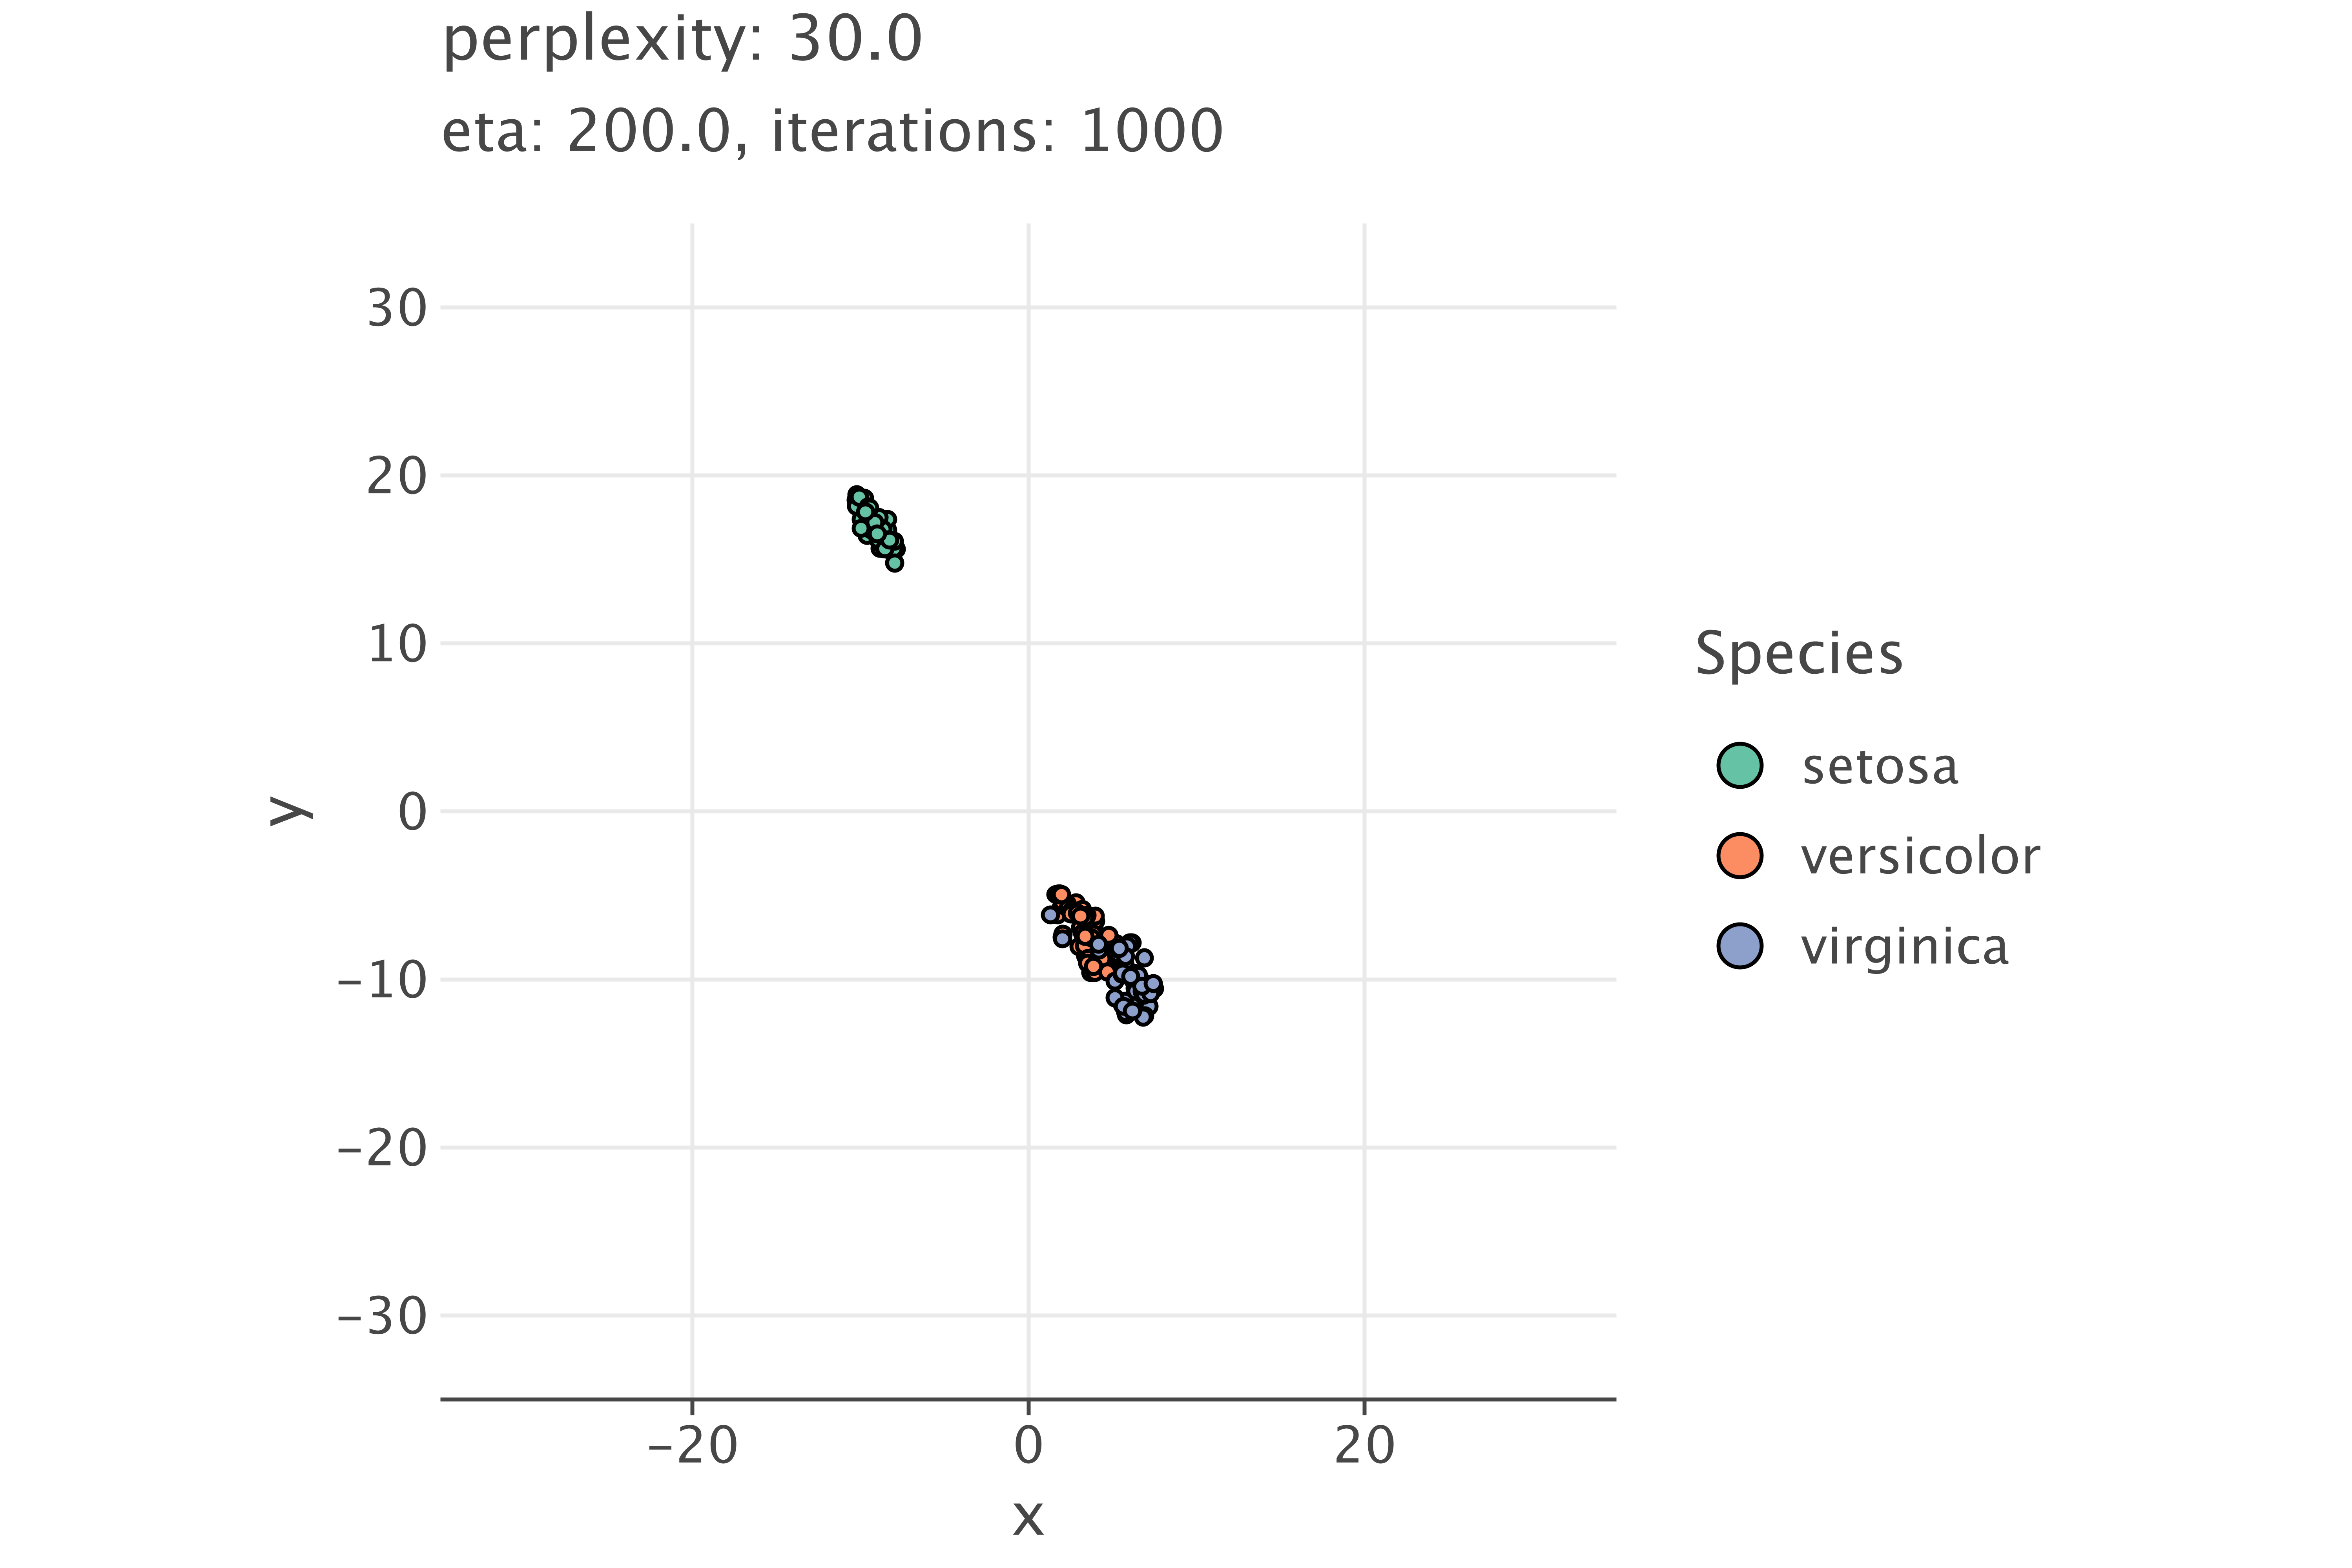 perplexity: 30.0
eta: 200.0, iterations: 1000
30
20
10
0
−10
−20
−30
y
−20 0 20
x
Species
setosa
versicolor
virginica